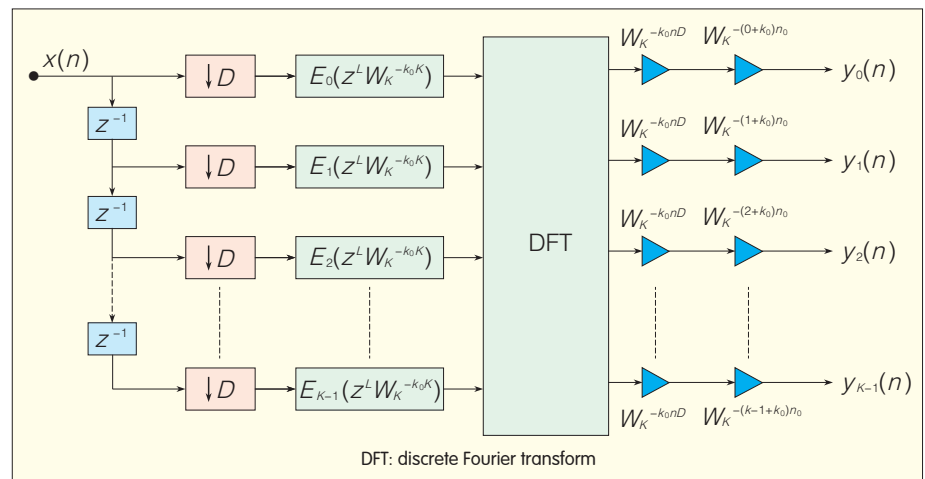 x(n)
↓D
E₀(z^L W_K^{-k₀K})
W_K^{-k₀nD}
W_K^{-(0+k₀)n₀}
y₀(n)
z⁻¹
↓D
E₁(z^L W_K^{-k₀K})
W_K^{-k₀nD}
W_K^{-(1+k₀)n₀}
y₁(n)
z⁻¹
↓D
E₂(z^L W_K^{-k₀K})
DFT
W_K^{-k₀nD}
W_K^{-(2+k₀)n₀}
y₂(n)
z⁻¹
↓D
E_{K-1}(z^L W_K^{-k₀K})
W_K^{-k₀nD}
W_K^{-(k-1+k₀)n₀}
y_{K-1}(n)
DFT: discrete Fourier transform